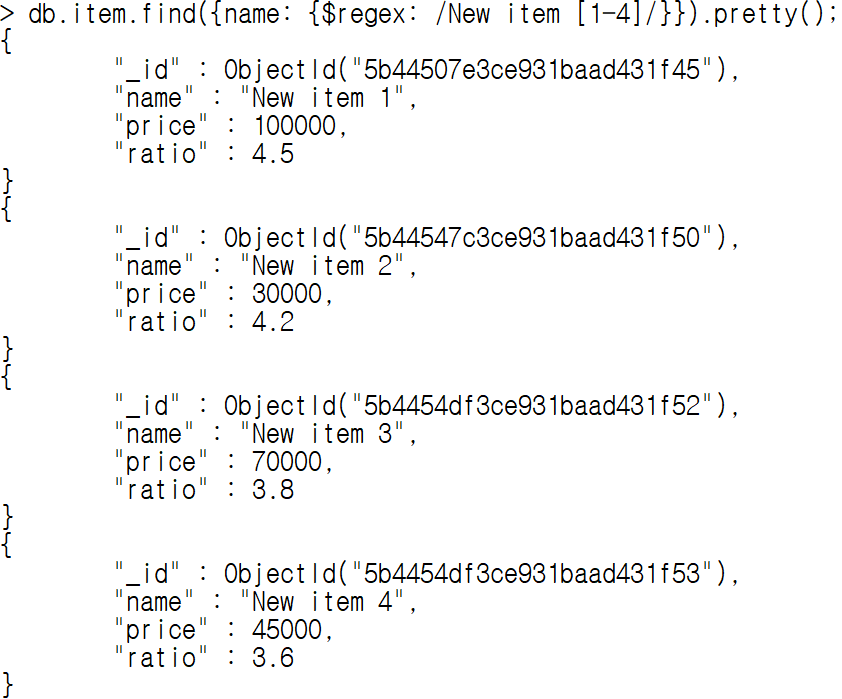 > db.item.find({name: {$regex: /New item [1-4]/}}).pretty();
{
        "_id" : ObjectId("5b44507e3ce931baad431f45"),
        "name" : "New item 1",
        "price" : 100000,
        "ratio" : 4.5
}
{
        "_id" : ObjectId("5b44547c3ce931baad431f50"),
        "name" : "New item 2",
        "price" : 30000,
        "ratio" : 4.2
}
{
        "_id" : ObjectId("5b4454df3ce931baad431f52"),
        "name" : "New item 3",
        "price" : 70000,
        "ratio" : 3.8
}
{
        "_id" : ObjectId("5b4454df3ce931baad431f53"),
        "name" : "New item 4",
        "price" : 45000,
        "ratio" : 3.6
}